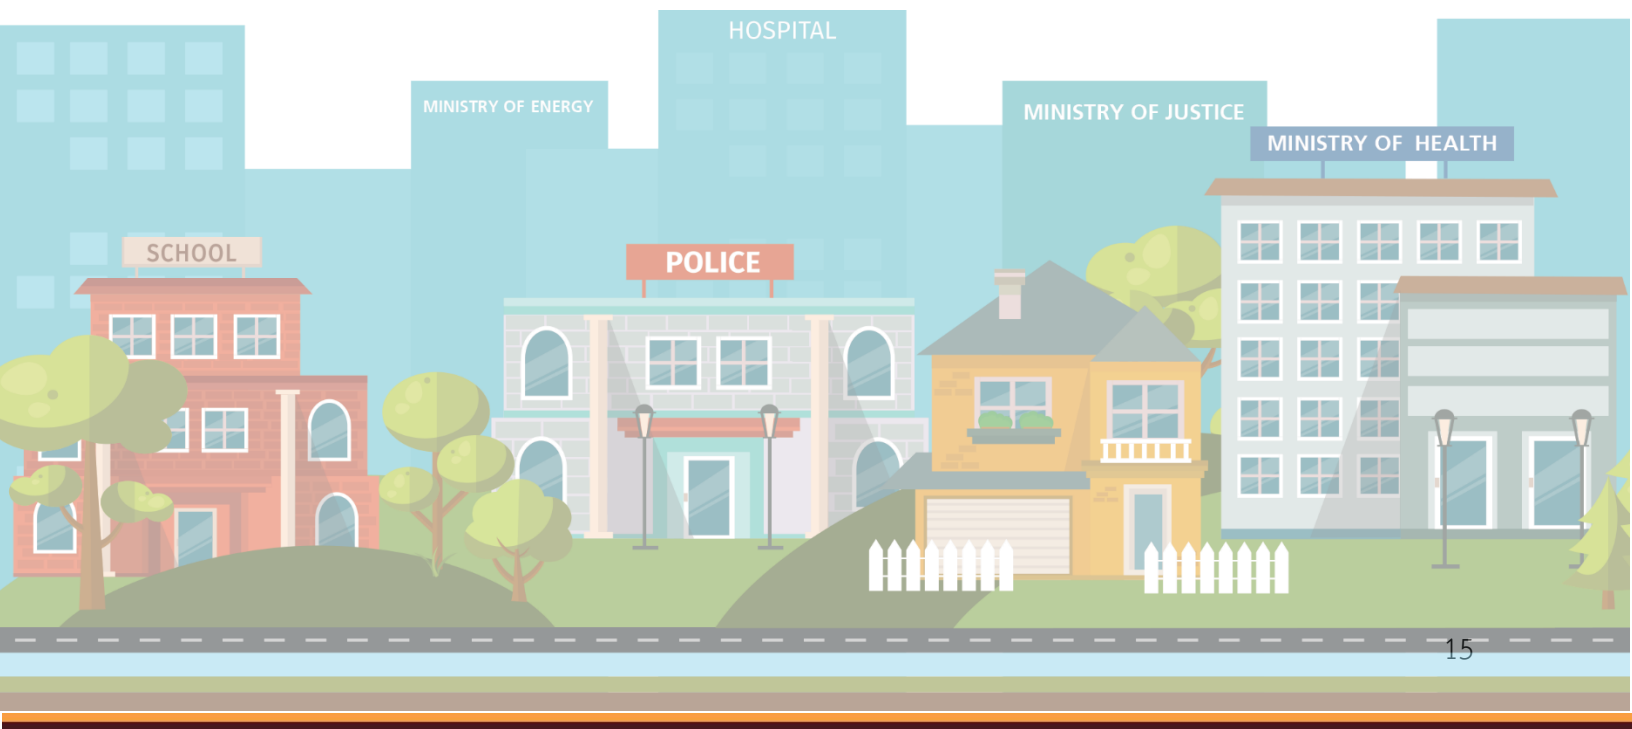 HOSPITAL
MINISTRY OF ENERGY
MINISTRY OF JUSTICE
MINISTRY OF HEALTH
SCHOOL
POLICE
15